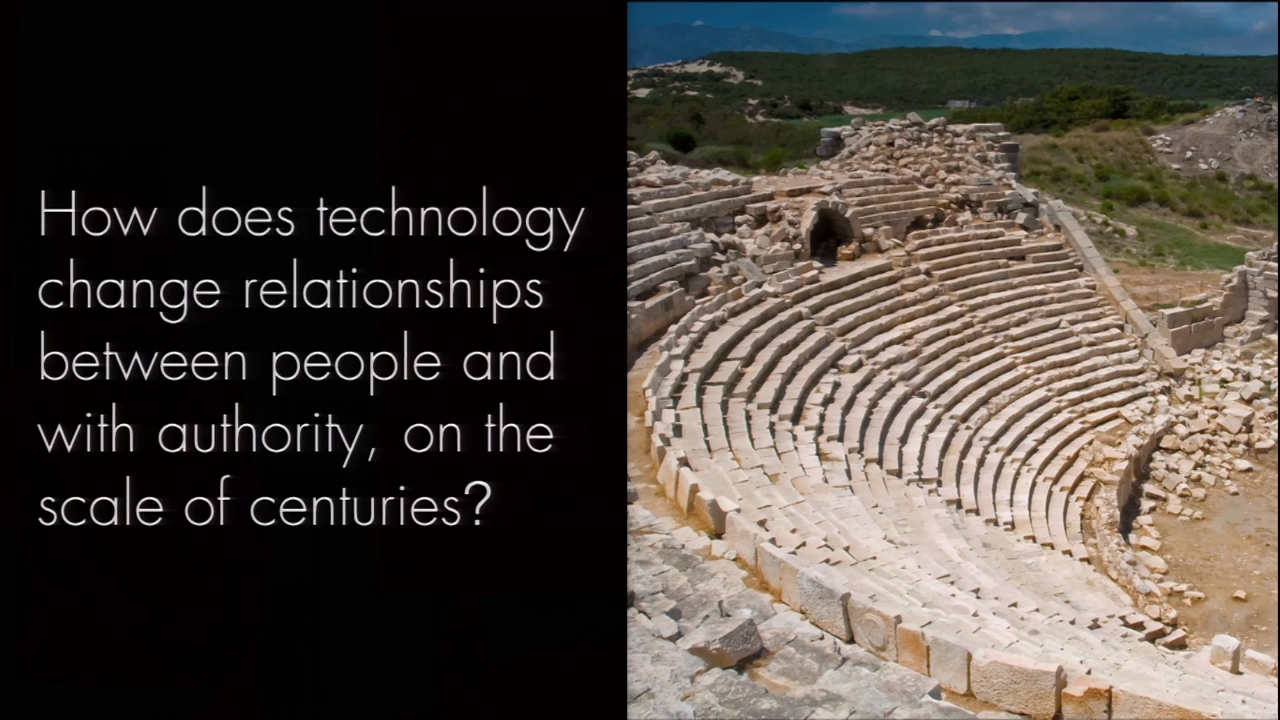 How does technology
change relationships
between people and
with authority, on the
scale of centuries?